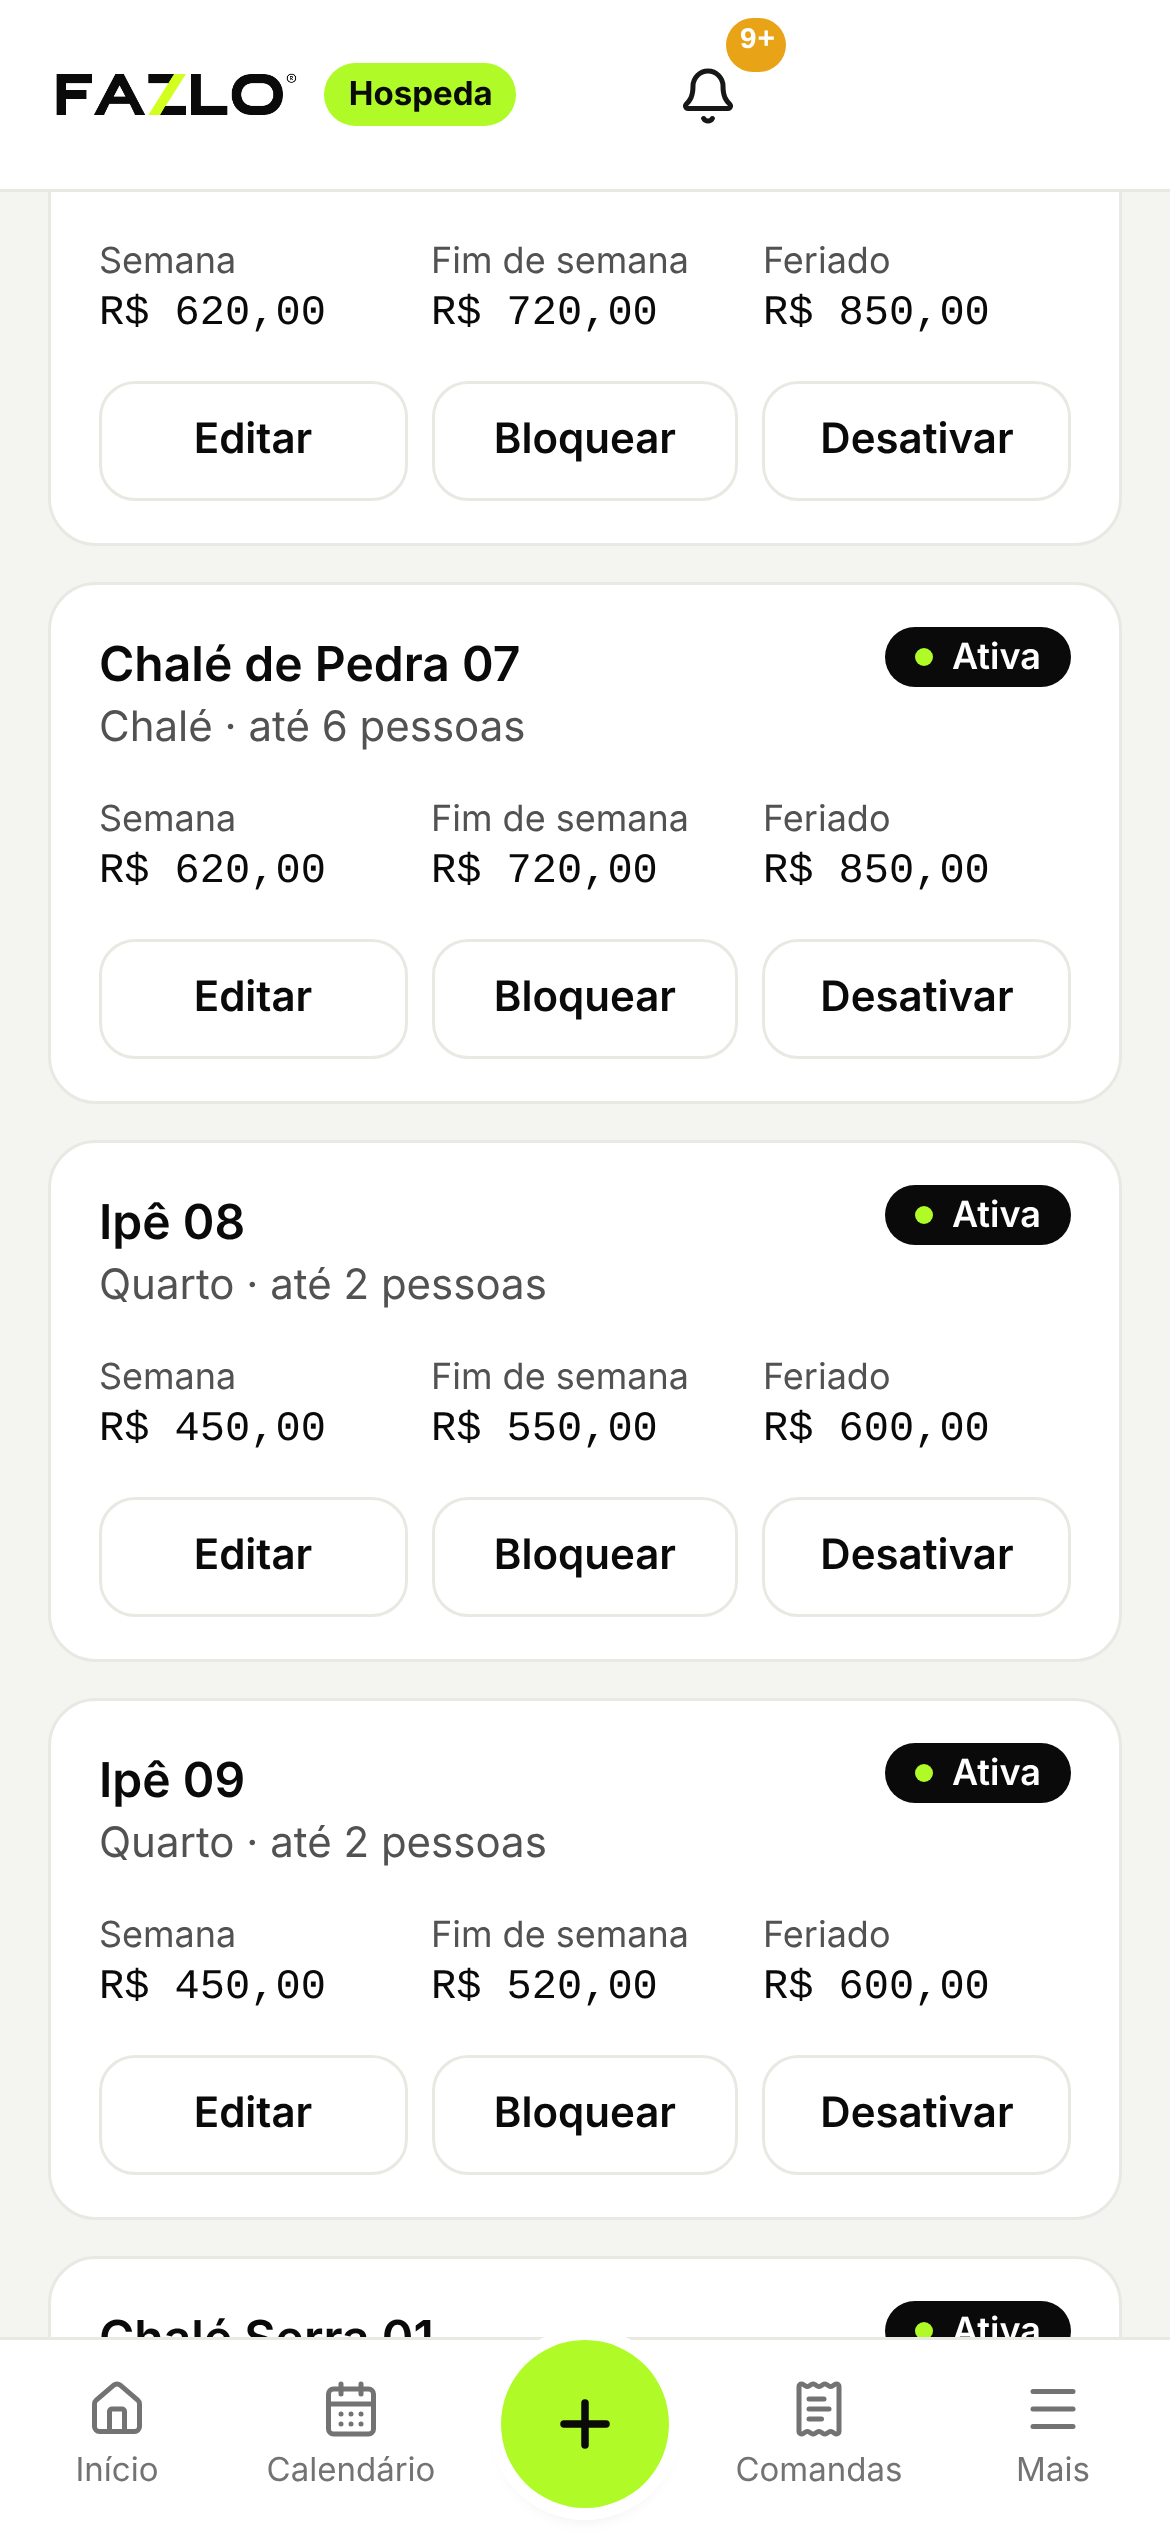 FAZLO®
Hospeda
9+
Semana
Fim de semana
Feriado
R$ 620,00
R$ 720,00
R$ 850,00
Editar
Bloquear
Desativar
Chalé de Pedra 07
Ativa
Chalé · até 6 pessoas
Semana
Fim de semana
Feriado
R$ 620,00
R$ 720,00
R$ 850,00
Editar
Bloquear
Desativar
Ipê 08
Ativa
Quarto · até 2 pessoas
Semana
Fim de semana
Feriado
R$ 450,00
R$ 550,00
R$ 600,00
Editar
Bloquear
Desativar
Ipê 09
Ativa
Quarto · até 2 pessoas
Semana
Fim de semana
Feriado
R$ 450,00
R$ 520,00
R$ 600,00
Editar
Bloquear
Desativar
Chalé Serra 01
Ativa
Início
Calendário
Comandas
Mais